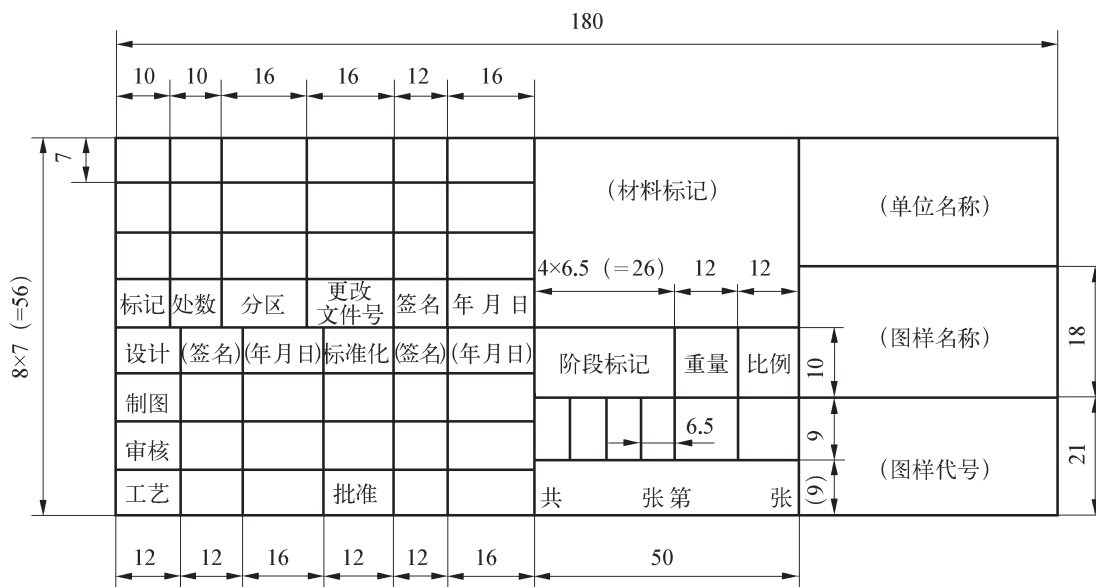 180
10 10 16 16 12 16
7
(材料标记)
(单位名称)
4×6.5 (=26) 12 12
8×7 (=56)
标记 处数 分区 更改文件号 签名 年 月 日
(图样名称)
18
设计 (签名) (年月日) 标准化 (签名) (年月日)
阶段标记 重量 比例
10
制图
6.5
9
审核
(图样代号)
21
工艺 批准
共 张 第 张
(9)
12 12 16 12 12 16 50